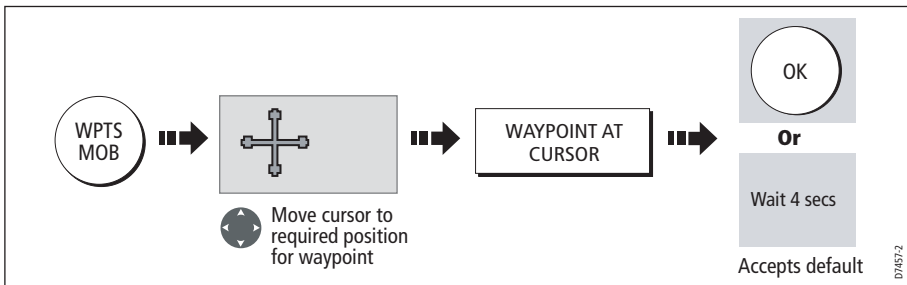 WPTS
MOB
Move cursor to
required position
for waypoint
WAYPOINT AT
CURSOR
OK
Or
Wait 4 secs
Accepts default
D7457-2